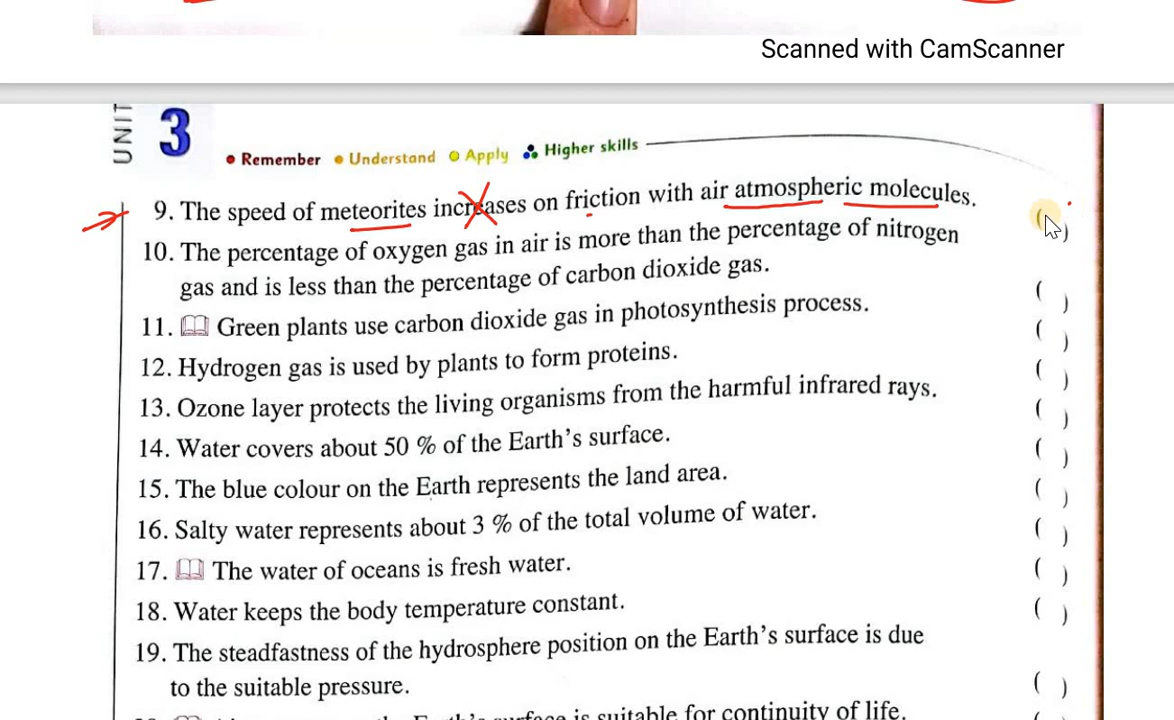 Scanned with CamScanner
UNIT 3
Remember Understand Apply Higher skills
9. The speed of meteorites increases on friction with air atmospheric molecules. ( )
10. The percentage of oxygen gas in air is more than the percentage of nitrogen
gas and is less than the percentage of carbon dioxide gas. ( )
11. Green plants use carbon dioxide gas in photosynthesis process. ( )
12. Hydrogen gas is used by plants to form proteins. ( )
13. Ozone layer protects the living organisms from the harmful infrared rays. ( )
14. Water covers about 50 % of the Earth's surface. ( )
15. The blue colour on the Earth represents the land area. ( )
16. Salty water represents about 3 % of the total volume of water. ( )
17. The water of oceans is fresh water. ( )
18. Water keeps the body temperature constant. ( )
19. The steadfastness of the hydrosphere position on the Earth's surface is due
to the suitable pressure. ( )
surface is suitable for continuity of life.